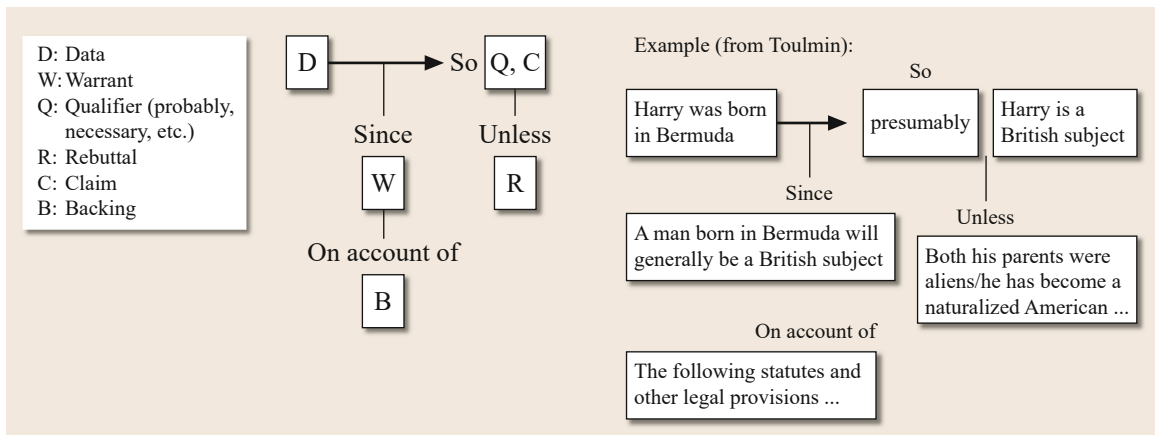 D: Data
W: Warrant
Q: Qualifier (probably,
necessary, etc.)
R: Rebuttal
C: Claim
B: Backing
D
So
Q, C
Since
Unless
W
R
On account of
B
Example (from Toulmin):
So
Harry was born
in Bermuda
presumably
Harry is a
British subject
Since
A man born in Bermuda will
generally be a British subject
Unless
Both his parents were
aliens/he has become a
naturalized American ...
On account of
The following statutes and
other legal provisions ...